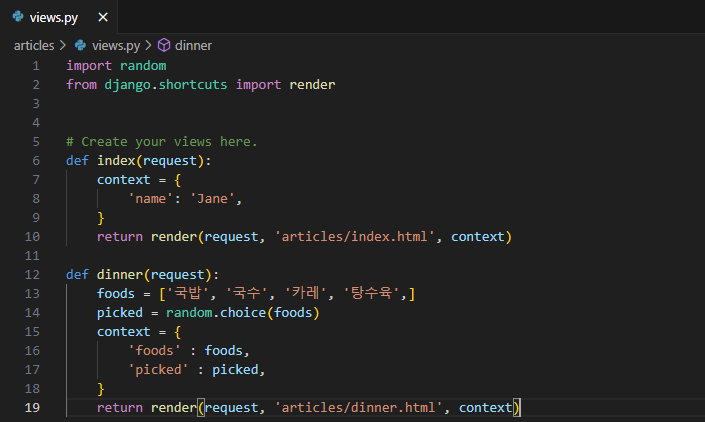 views.py
articles > views.py > dinner
1 import random
2 from django.shortcuts import render
3
4
5 # Create your views here.
6 def index(request):
7     context = {
8         'name': 'Jane',
9     }
10     return render(request, 'articles/index.html', context)
11
12 def dinner(request):
13     foods = ['국밥', '국수', '카레', '탕수육',]
14     picked = random.choice(foods)
15     context = {
16         'foods' : foods,
17         'picked' : picked,
18     }
19     return render(request, 'articles/dinner.html', context)